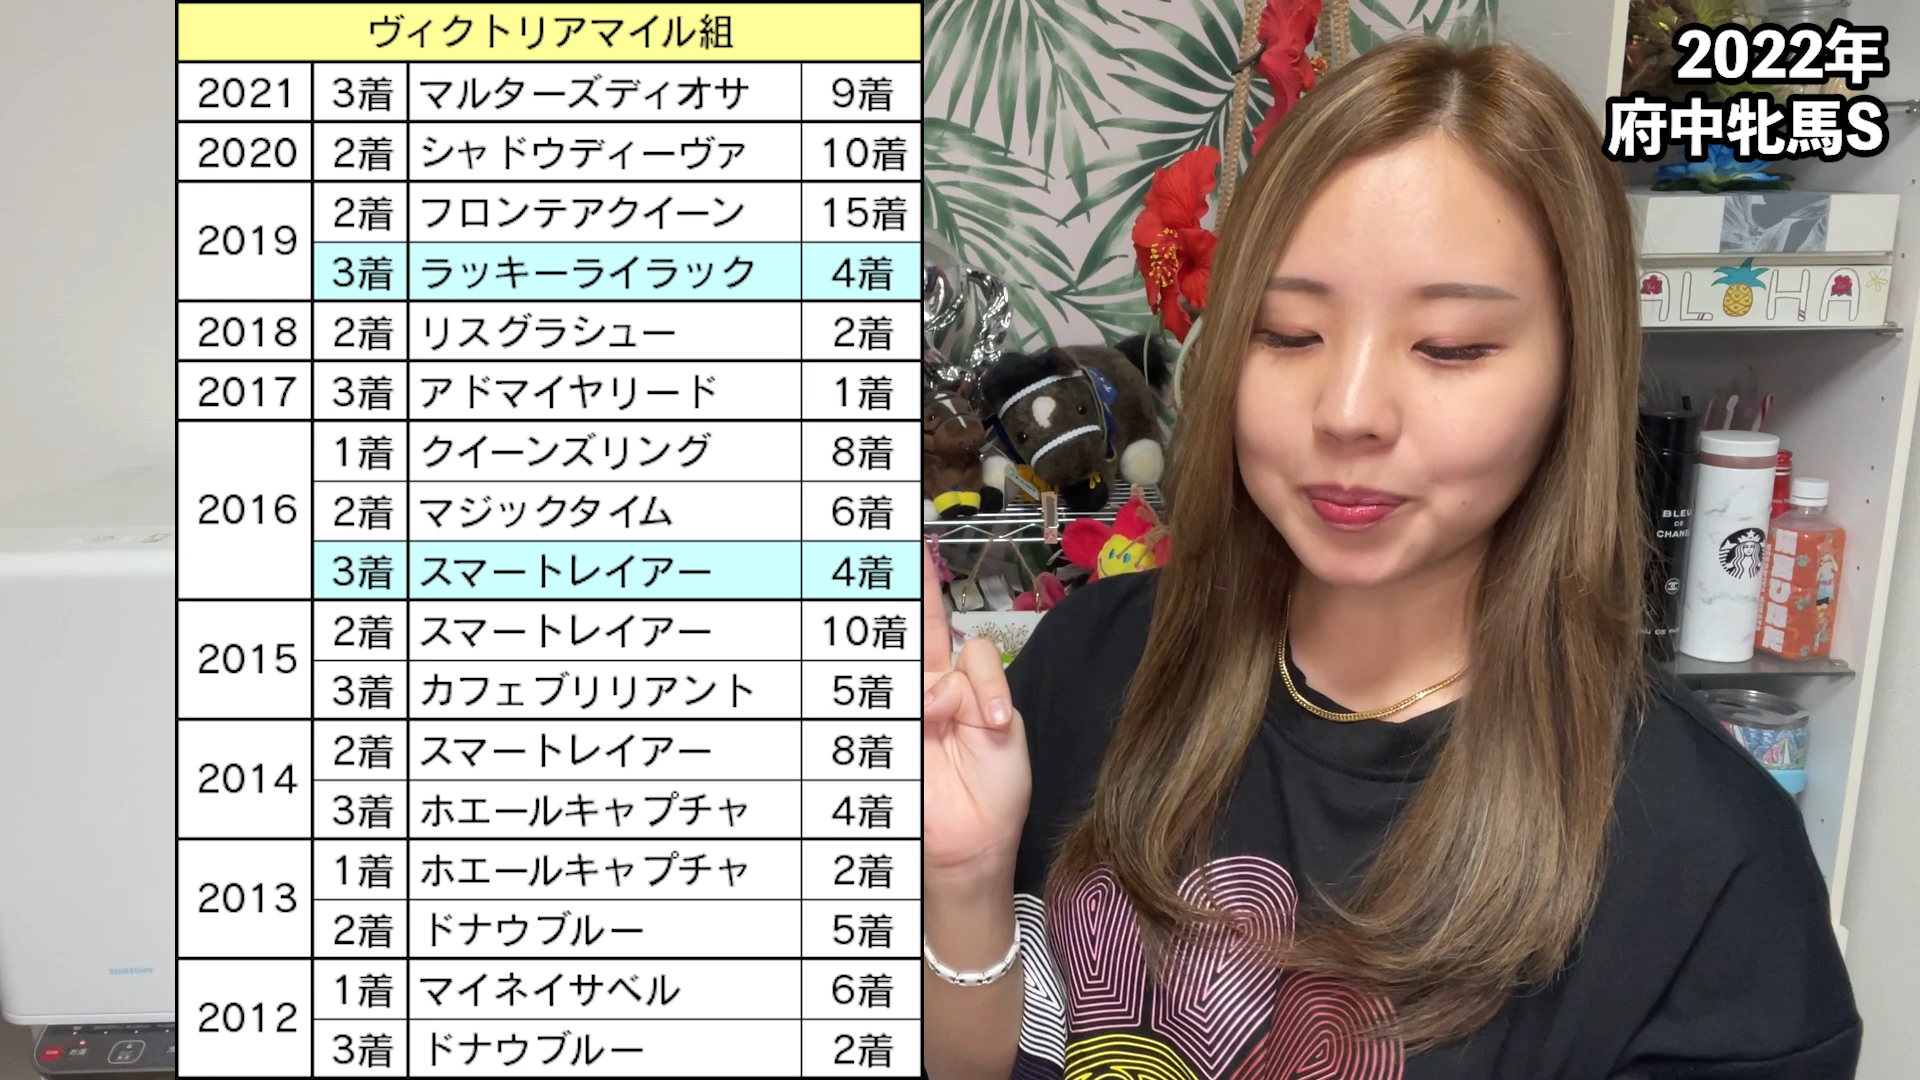 ヴィクトリアマイル組
2021 3着 マルターズディオサ 9着
2020 2着 シャドウディーヴァ 10着
2019 2着 フロンテアクイーン 15着
3着 ラッキーライラック 4着
2018 2着 リスグラシュー 2着
2017 3着 アドマイヤリード 1着
2016 1着 クイーンズリング 8着
2着 マジックタイム 6着
3着 スマートレイアー 4着
2015 2着 スマートレイアー 10着
3着 カフェブリリアント 5着
2014 2着 スマートレイアー 8着
3着 ホエールキャプチャ 4着
2013 1着 ホエールキャプチャ 2着
2着 ドナウブルー 5着
2012 1着 マイネイサベル 6着
3着 ドナウブルー 2着
2022年
府中牝馬S
ALOHA
BLEU
DE
CHANEL
SUNTORY